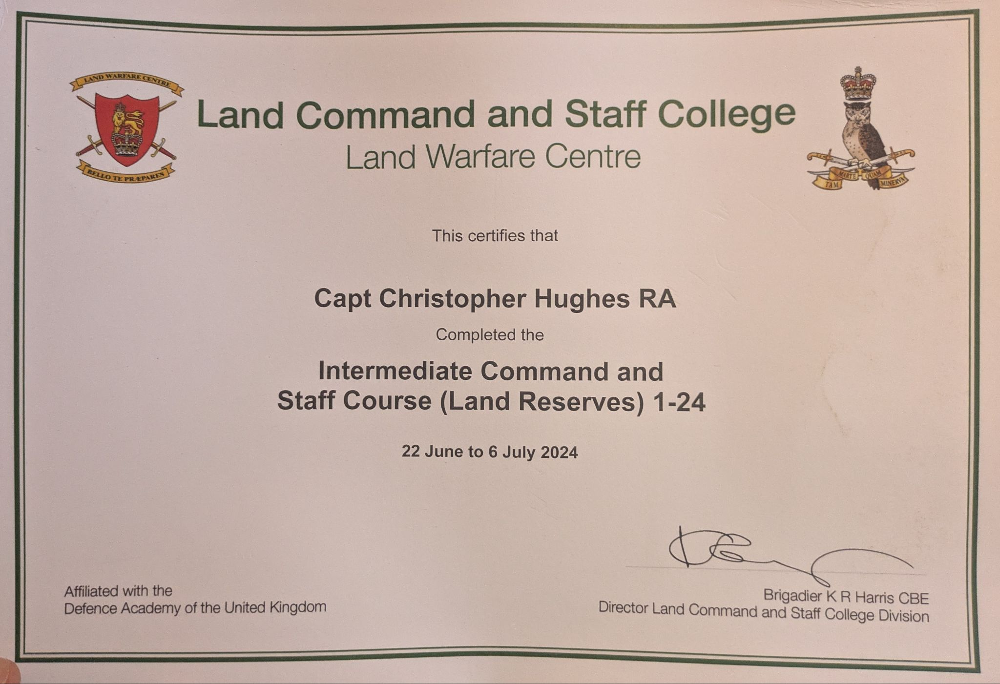 LAND WARFARE CENTRE
BELLO TE PRÆPARES
Land Command and Staff College
Land Warfare Centre
TAM MARTE QUAM MINERVA
This certifies that
Capt Christopher Hughes RA
Completed the
Intermediate Command and
Staff Course (Land Reserves) 1-24
22 June to 6 July 2024
Affiliated with the
Defence Academy of the United Kingdom
Brigadier K R Harris CBE
Director Land Command and Staff College Division